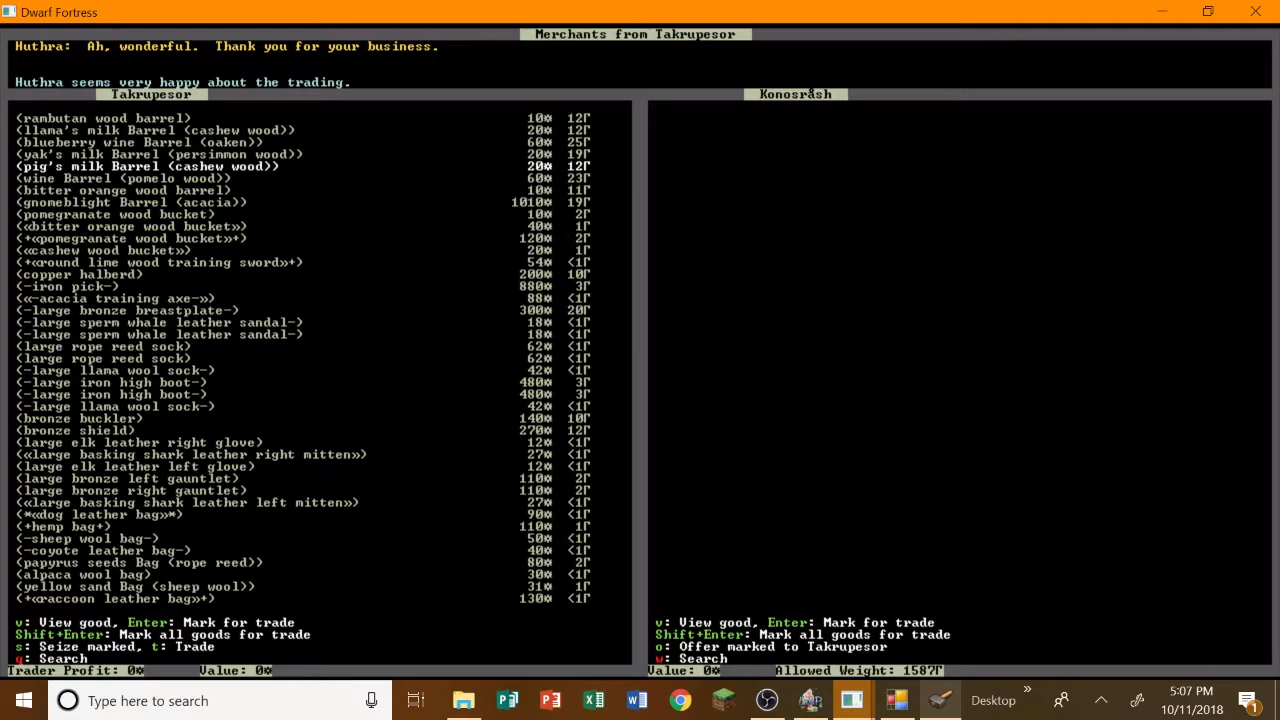 Dwarf Fortress
Merchants from Takrupesor
Huthra: Ah, wonderful. Thank you for your business.
Huthra seems very happy about the trading.
Takrupesor
(rambutan wood barrel) 10☼ 12Γ
(llama's milk Barrel (cashew wood)) 20☼ 12Γ
(blueberry wine Barrel (oaken)) 60☼ 25Γ
(yak's milk Barrel (persimmon wood)) 20☼ 19Γ
(pig's milk Barrel (cashew wood)) 20☼ 12Γ
(wine Barrel (pomelo wood)) 60☼ 23Γ
(bitter orange wood barrel) 10☼ 11Γ
(gnomeblight Barrel (acacia)) 1010☼ 19Γ
(pomegranate wood bucket) 10☼ 2Γ
(«bitter orange wood bucket») 40☼ 1Γ
(+«pomegranate wood bucket»+) 120☼ 2Γ
(«cashew wood bucket») 20☼ 1Γ
(+«round lime wood training sword»+) 54☼ <1Γ
(copper halberd) 200☼ 10Γ
(-iron pick-) 880☼ 3Γ
(«-acacia training axe-») 88☼ <1Γ
(-large bronze breastplate-) 300☼ 20Γ
(-large sperm whale leather sandal-) 18☼ <1Γ
(-large sperm whale leather sandal-) 18☼ <1Γ
(large rope reed sock) 62☼ <1Γ
(large rope reed sock) 62☼ <1Γ
(-large llama wool sock-) 42☼ <1Γ
(-large iron high boot-) 480☼ 3Γ
(-large iron high boot-) 480☼ 3Γ
(-large llama wool sock-) 42☼ <1Γ
(bronze buckler) 140☼ 10Γ
(bronze shield) 270☼ 12Γ
(large elk leather right glove) 12☼ <1Γ
(«large basking shark leather right mitten») 27☼ <1Γ
(large elk leather left glove) 12☼ <1Γ
(large bronze left gauntlet) 110☼ 2Γ
(large bronze right gauntlet) 110☼ 2Γ
(«large basking shark leather left mitten») 27☼ <1Γ
(*«dog leather bag»*) 90☼ <1Γ
(+hemp bag+) 110☼ 1Γ
(-sheep wool bag-) 50☼ <1Γ
(-coyote leather bag-) 40☼ <1Γ
(papyrus seeds Bag (rope reed)) 80☼ 2Γ
(alpaca wool bag) 30☼ <1Γ
(yellow sand Bag (sheep wool)) 31☼ 1Γ
(+«raccoon leather bag»+) 130☼ <1Γ
v: View good, Enter: Mark for trade
Shift+Enter: Mark all goods for trade
s: Seize marked, t: Trade
q: Search
Trader Profit: 0☼ Value: 0☼
Konosråsh
v: View good, Enter: Mark for trade
Shift+Enter: Mark all goods for trade
o: Offer marked to Takrupesor
w: Search
Value: 0☼ Allowed Weight: 1587Γ
Type here to search
Desktop
5:07 PM
10/11/2018
1